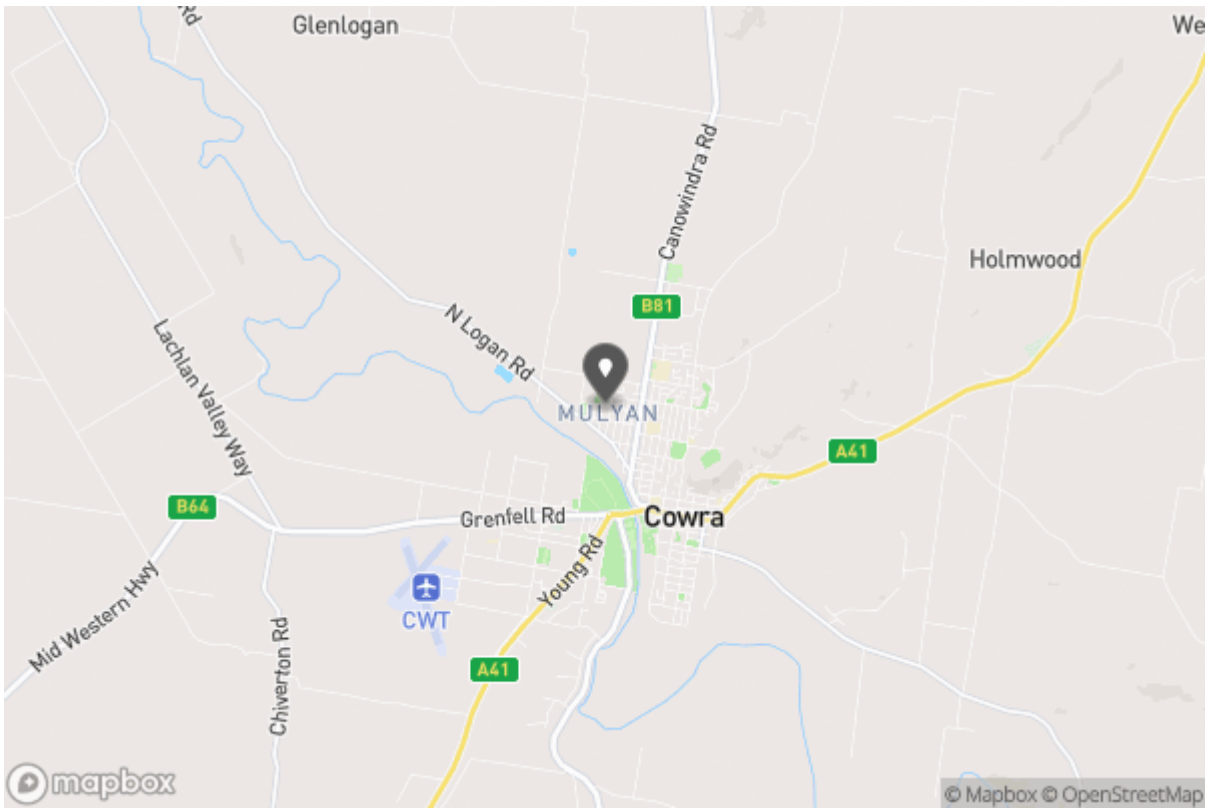 Rd
Glenlogan
We
Canowindra Rd
Holmwood
B81
N Logan Rd
Lachlan Valley Way
MULYAN
A41
B64
Grenfell Rd
Cowra
Young Rd
Mid Western Hwy
CWT
Chiverton Rd
A41
mapbox
© Mapbox © OpenStreetMap